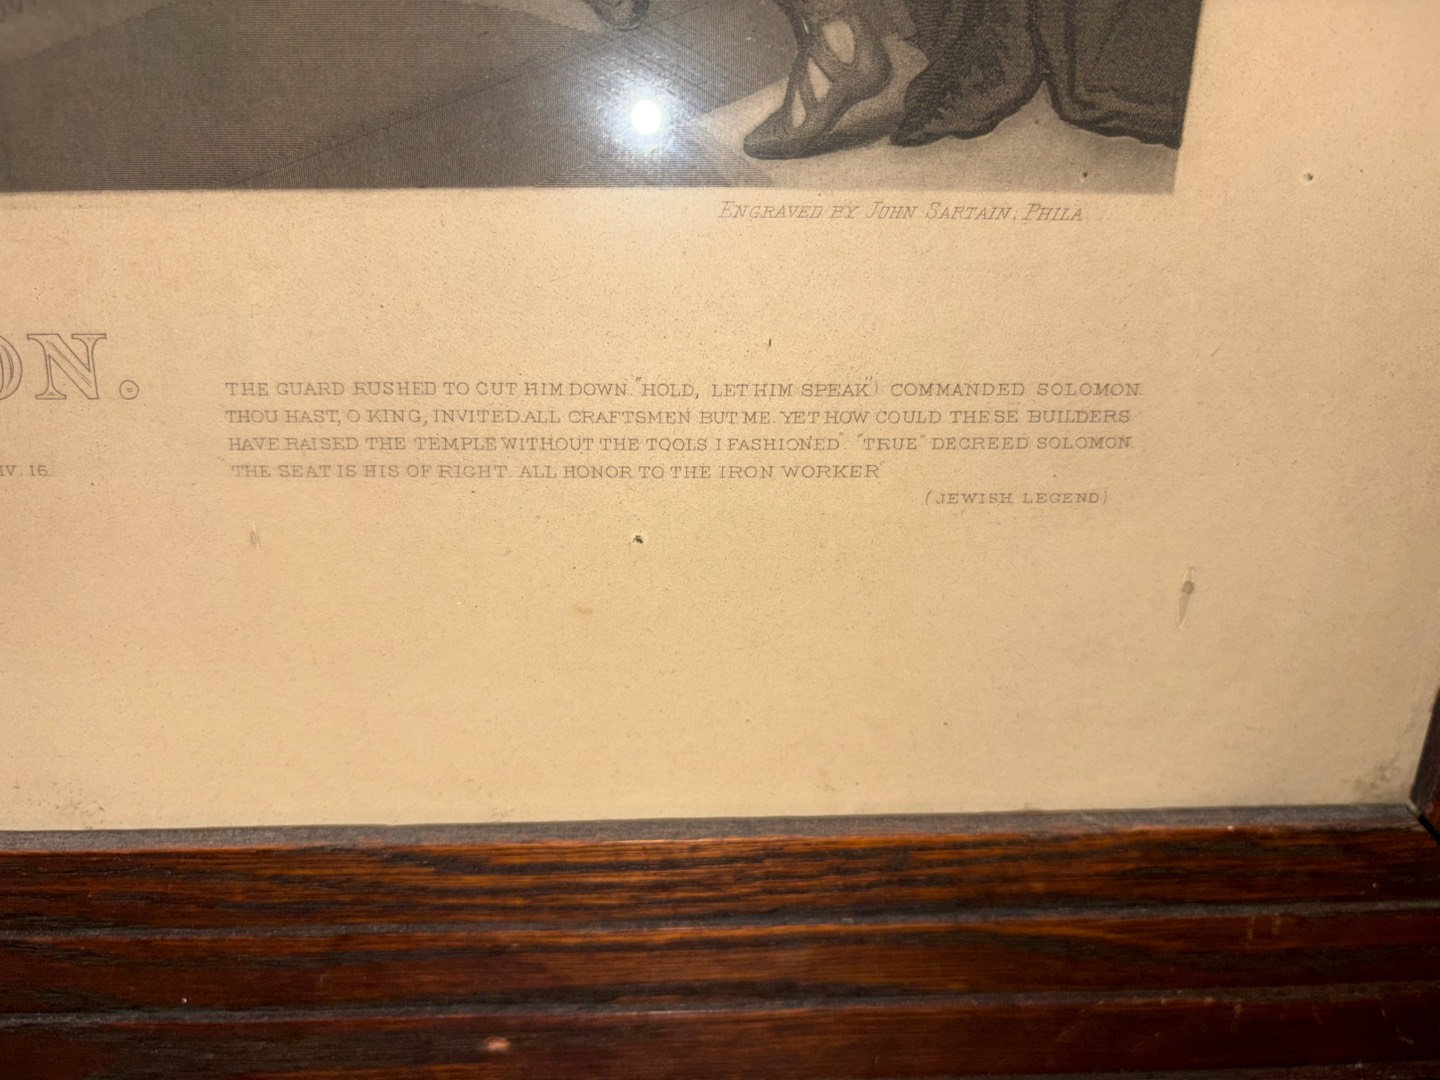 ENGRAVED BY JOHN SARTAIN, PHILA
ON.
THE GUARD RUSHED TO CUT HIM DOWN. "HOLD, LET HIM SPEAK") COMMANDED SOLOMON.
THOU HAST, O KING, INVITED.ALL CRAFTSMEN BUT ME. YET HOW COULD THESE BUILDERS
HAVE RAISED THE TEMPLE WITHOUT THE TOOLS I FASHIONED". "TRUE" DECREED SOLOMON.
IV. 16.
"THE SEAT IS HIS OF RIGHT. ALL HONOR TO THE IRON WORKER"
(JEWISH LEGEND)